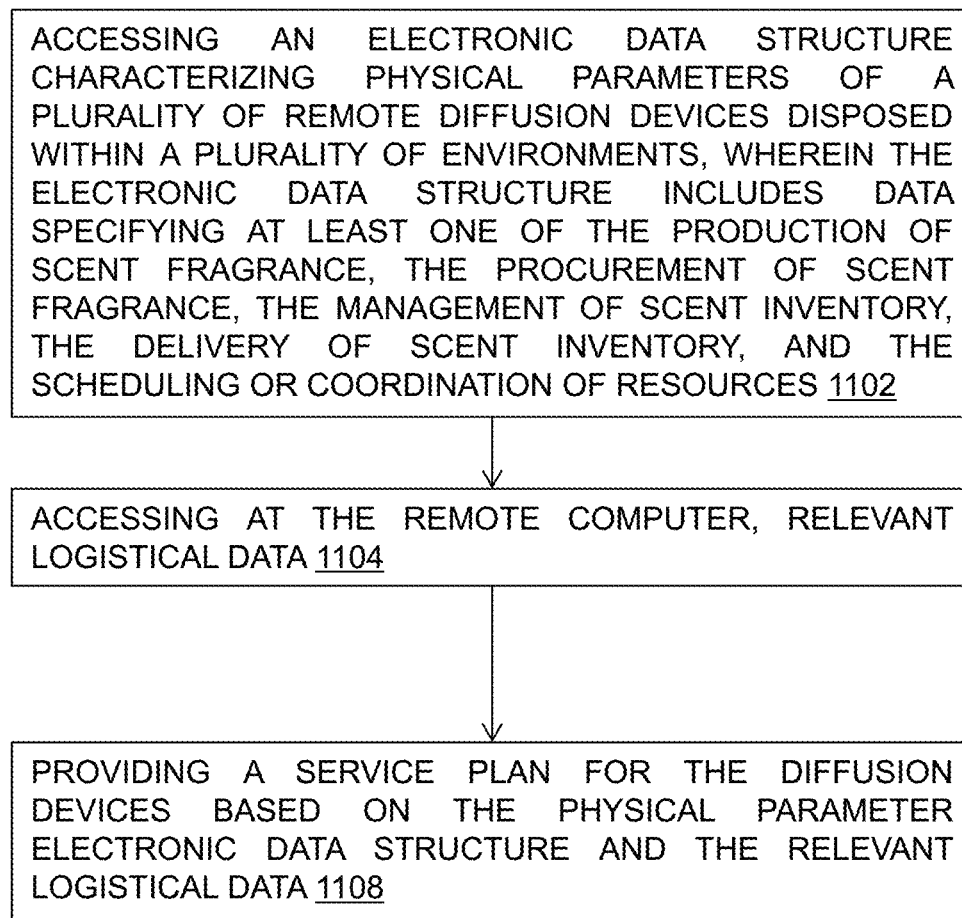 ACCESSING AN ELECTRONIC DATA STRUCTURE
CHARACTERIZING PHYSICAL PARAMETERS OF A
PLURALITY OF REMOTE DIFFUSION DEVICES DISPOSED
WITHIN A PLURALITY OF ENVIRONMENTS, WHEREIN THE
ELECTRONIC DATA STRUCTURE INCLUDES DATA
SPECIFYING AT LEAST ONE OF THE PRODUCTION OF
SCENT FRAGRANCE, THE PROCUREMENT OF SCENT
FRAGRANCE, THE MANAGEMENT OF SCENT INVENTORY,
THE DELIVERY OF SCENT INVENTORY, AND THE
SCHEDULING OR COORDINATION OF RESOURCES 1102
ACCESSING AT THE REMOTE COMPUTER, RELEVANT
LOGISTICAL DATA 1104
PROVIDING A SERVICE PLAN FOR THE DIFFUSION
DEVICES BASED ON THE PHYSICAL PARAMETER
ELECTRONIC DATA STRUCTURE AND THE RELEVANT
LOGISTICAL DATA 1108